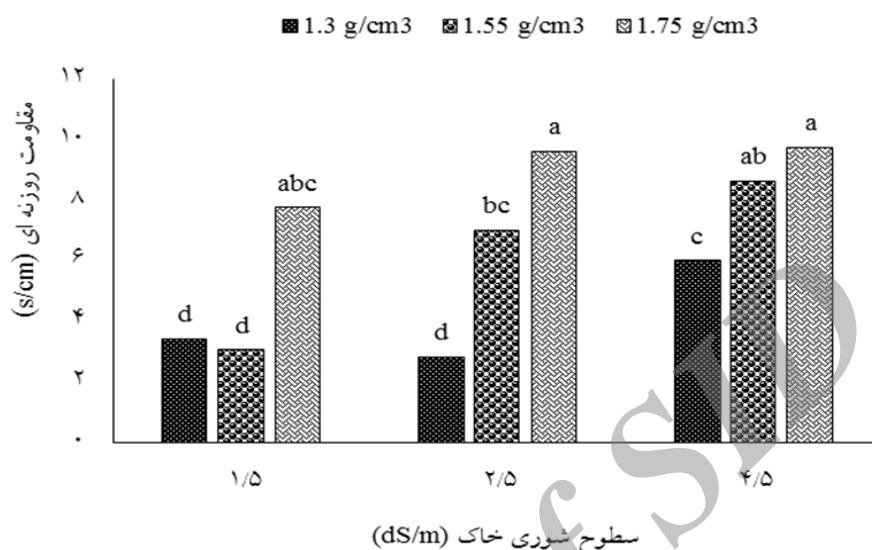 1.3 g/cm3 1.55 g/cm3 1.75 g/cm3
۱۲
۱۰
۸
۶
۴
۲
۰
مقاومت روزنه ای (s/cm)
d d abc
d bc a
c ab a
۱/۵ ۲/۵ ۴/۵
سطوح شوری خاک (dS/m)
f SID